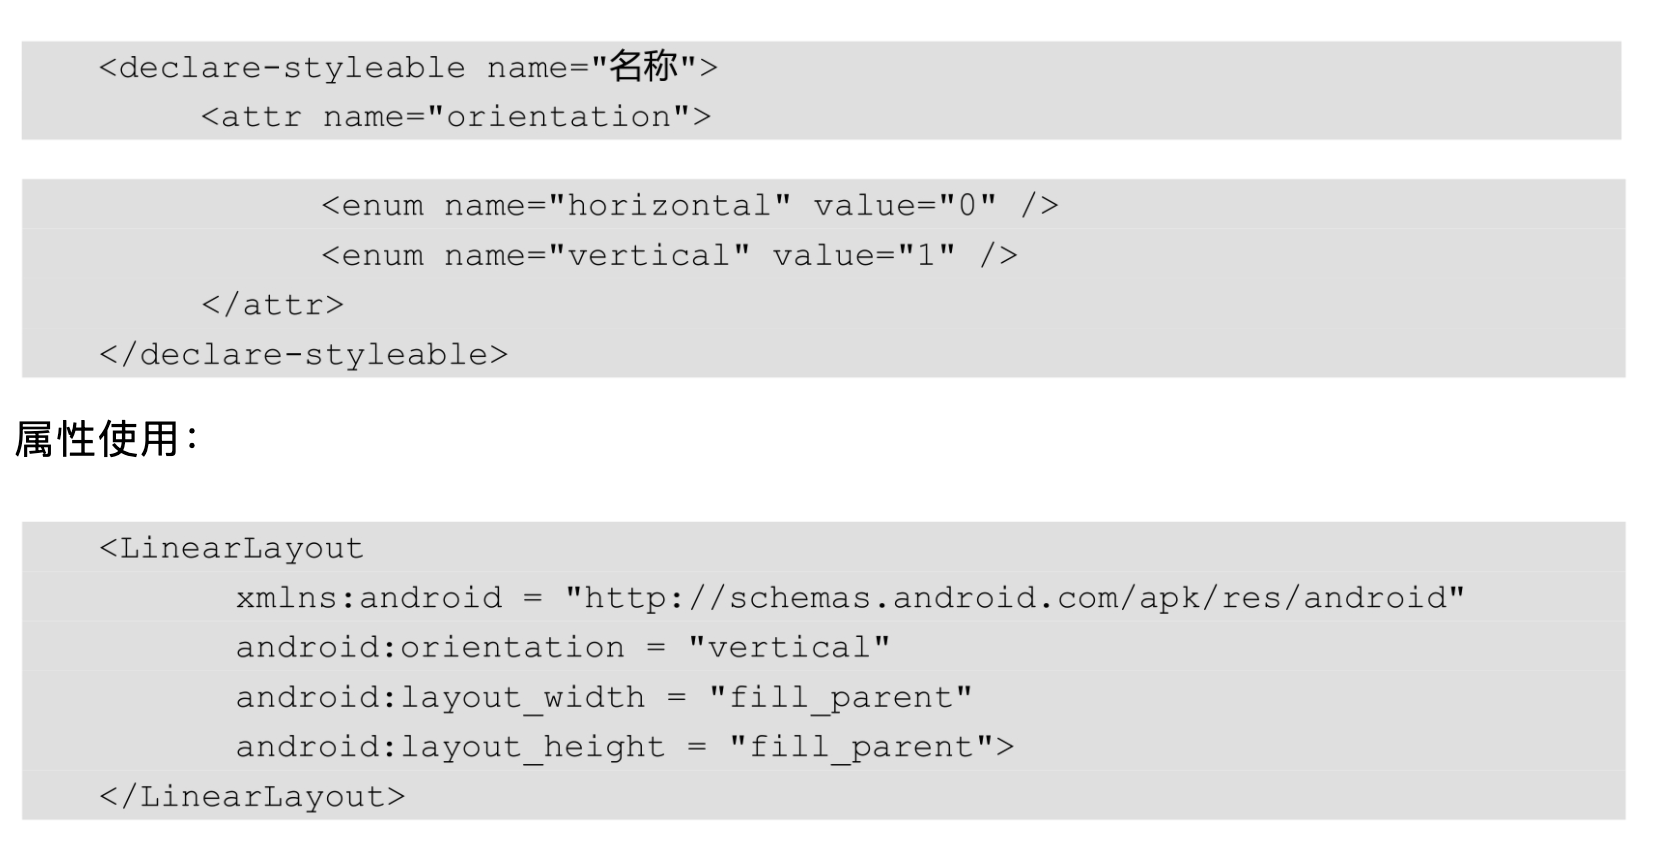 <declare-styleable name="名称">
<attr name="orientation">
<enum name="horizontal" value="0" />
<enum name="vertical" value="1" />
</attr>
</declare-styleable>
属性使用：
<LinearLayout
xmlns:android = "http://schemas.android.com/apk/res/android"
android:orientation = "vertical"
android:layout_width = "fill_parent"
android:layout_height = "fill_parent">
</LinearLayout>